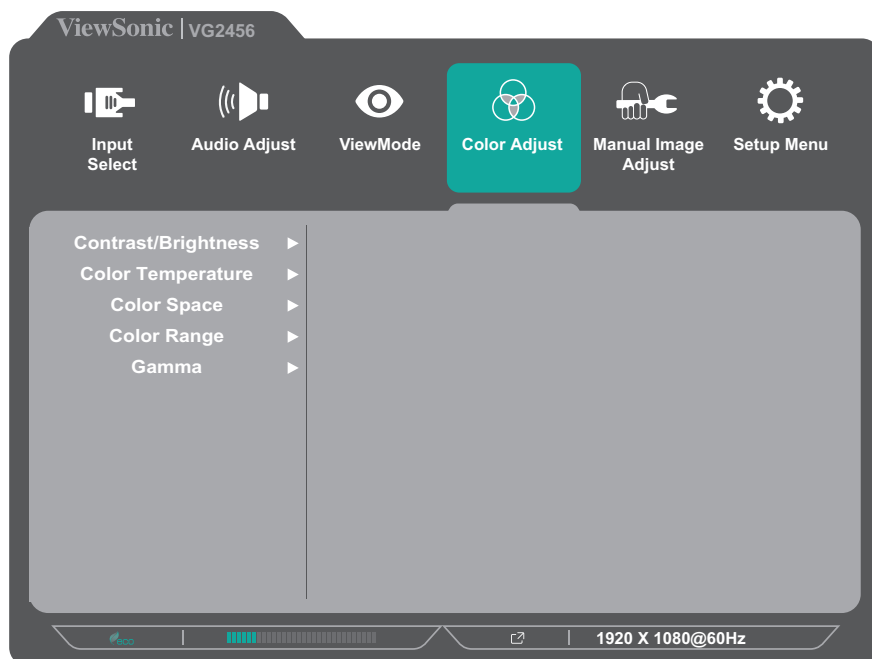 ViewSonic | VG2456
Input
Select
Audio Adjust
ViewMode
Color Adjust
Manual Image
Adjust
Setup Menu
Contrast/Brightness
Color Temperature
Color Space
Color Range
Gamma
eco
1920 X 1080@60Hz